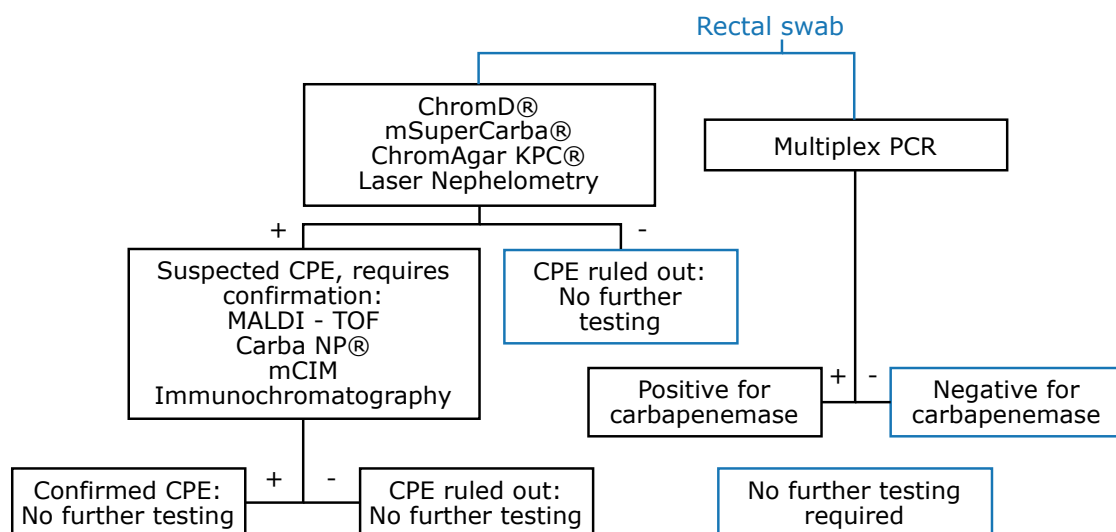 Rectal swab
ChromD®
mSuperCarba®
ChromAgar KPC®
Laser Nephelometry
Multiplex PCR
+
-
Suspected CPE, requires
confirmation:
MALDI - TOF
Carba NP®
mCIM
Immunochromatography
CPE ruled out:
No further
testing
+
-
Positive for
carbapenemase
Negative for
carbapenemase
+
-
Confirmed CPE:
No further testing
CPE ruled out:
No further testing
No further testing
required